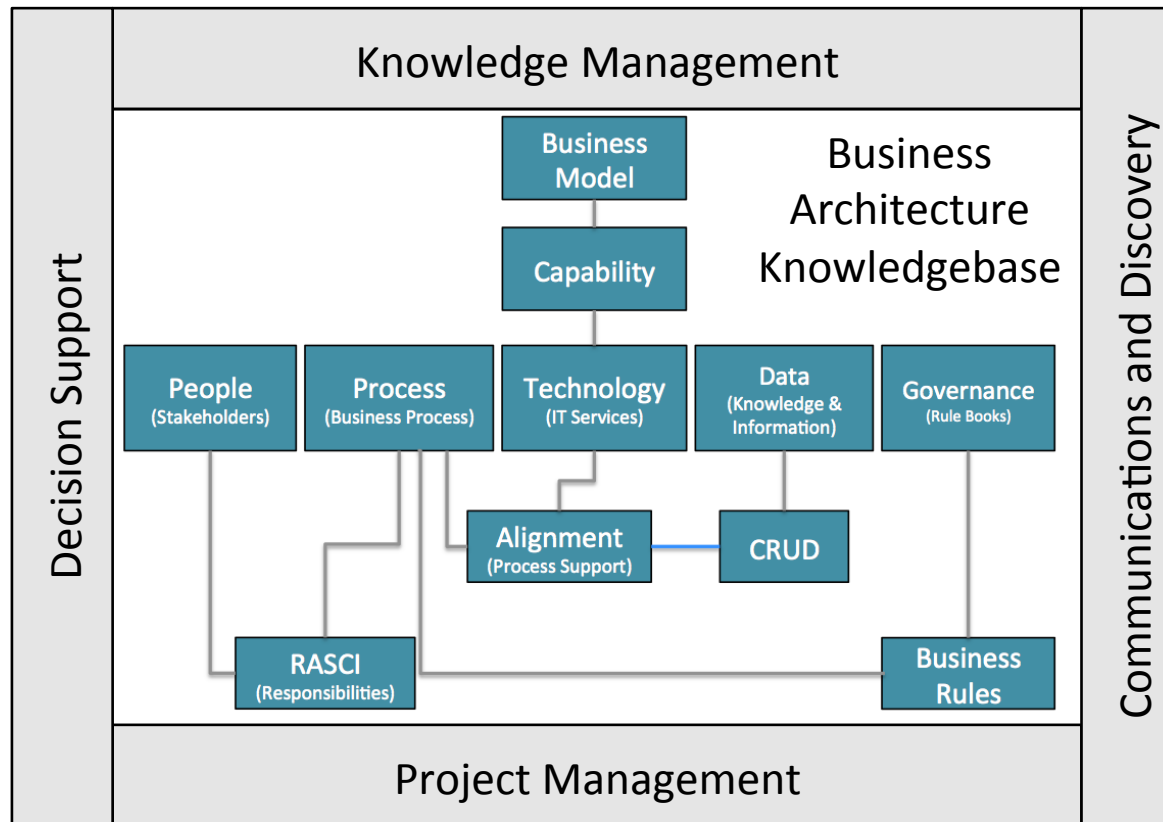 Knowledge Management
Decision Support
Communications and Discovery
Business
Architecture
Knowledgebase
Business
Model
Capability
People
(Stakeholders)
Process
(Business Process)
Technology
(IT Services)
Data
(Knowledge &
Information)
Governance
(Rule Books)
Alignment
(Process Support)
CRUD
RASCI
(Responsibilities)
Business
Rules
Project Management